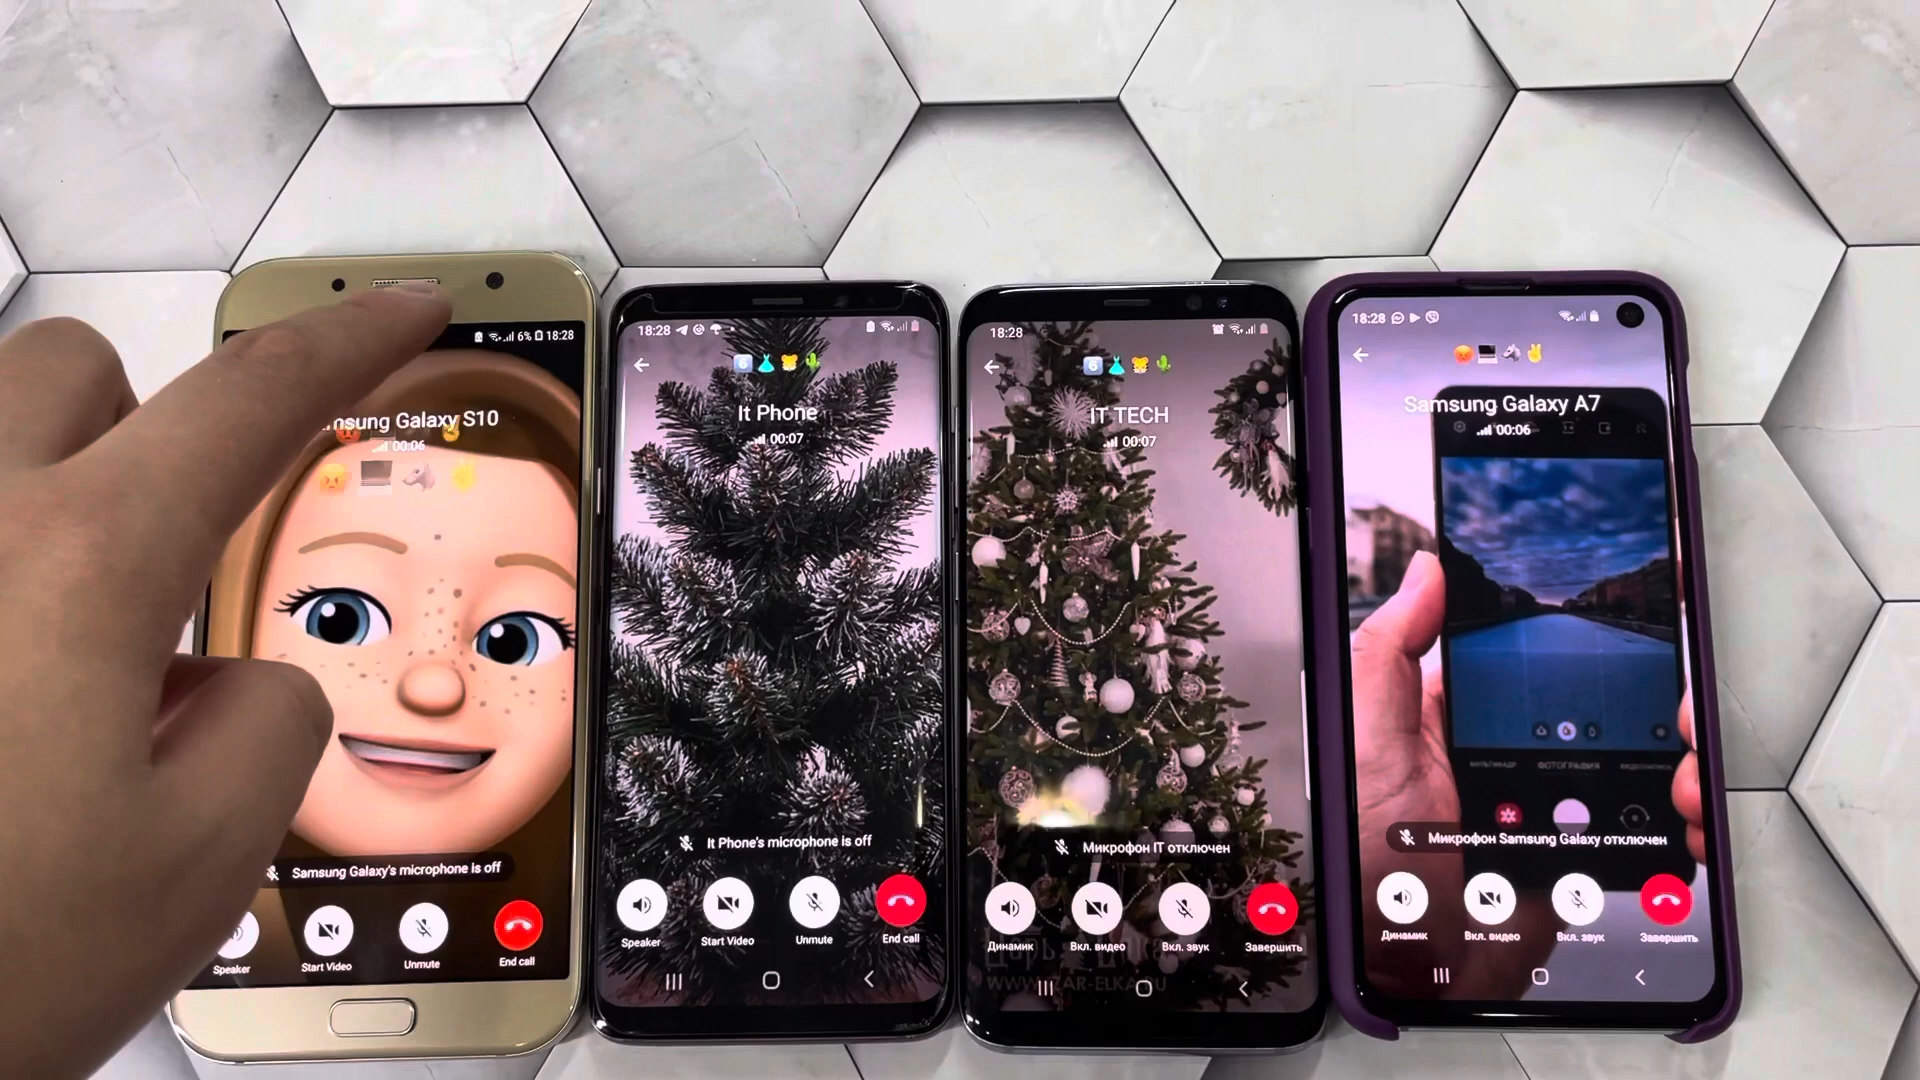 6% 18:28
nsung Galaxy S10
00:06
Samsung Galaxy's microphone is off
Speaker
Start Video
Unmute
End call
18:28
It Phone
00:07
It Phone's microphone is off
Speaker
Start Video
Unmute
End call
18:28
IT TECH
00:07
Микрофон IT отключен
Динамик
Вкл. видео
Вкл. звук
Завершить
18:28
Samsung Galaxy A7
00:06
ФОТОГРАФИЯ
Микрофон Samsung Galaxy отключен
Динамик
Вкл. видео
Вкл. звук
Завершить